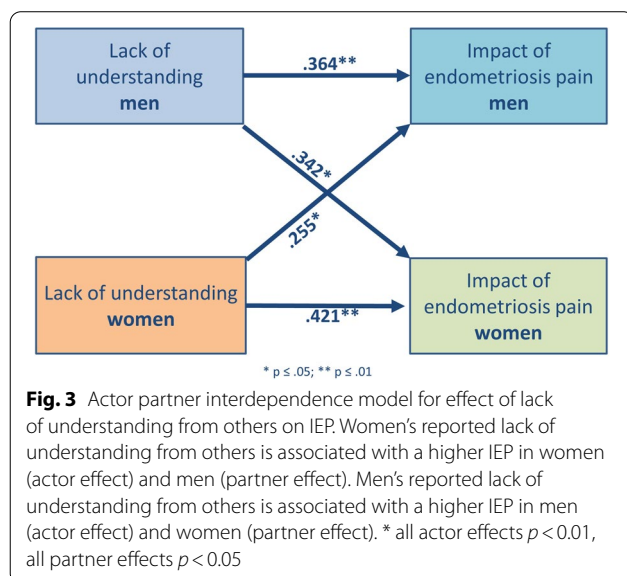 Lack of
understanding
men
.364**
Impact of
endometriosis pain
men
.342*
.255*
Lack of understanding
women
.421**
Impact of
endometriosis pain
women
* p ≤ .05; ** p ≤ .01
Fig. 3 Actor partner interdependence model for effect of lack
of understanding from others on IEP. Women’s reported lack of
understanding from others is associated with a higher IEP in women
(actor effect) and men (partner effect). Men’s reported lack of
understanding from others is associated with a higher IEP in men
(actor effect) and women (partner effect). * all actor effects p < 0.01,
all partner effects p < 0.05